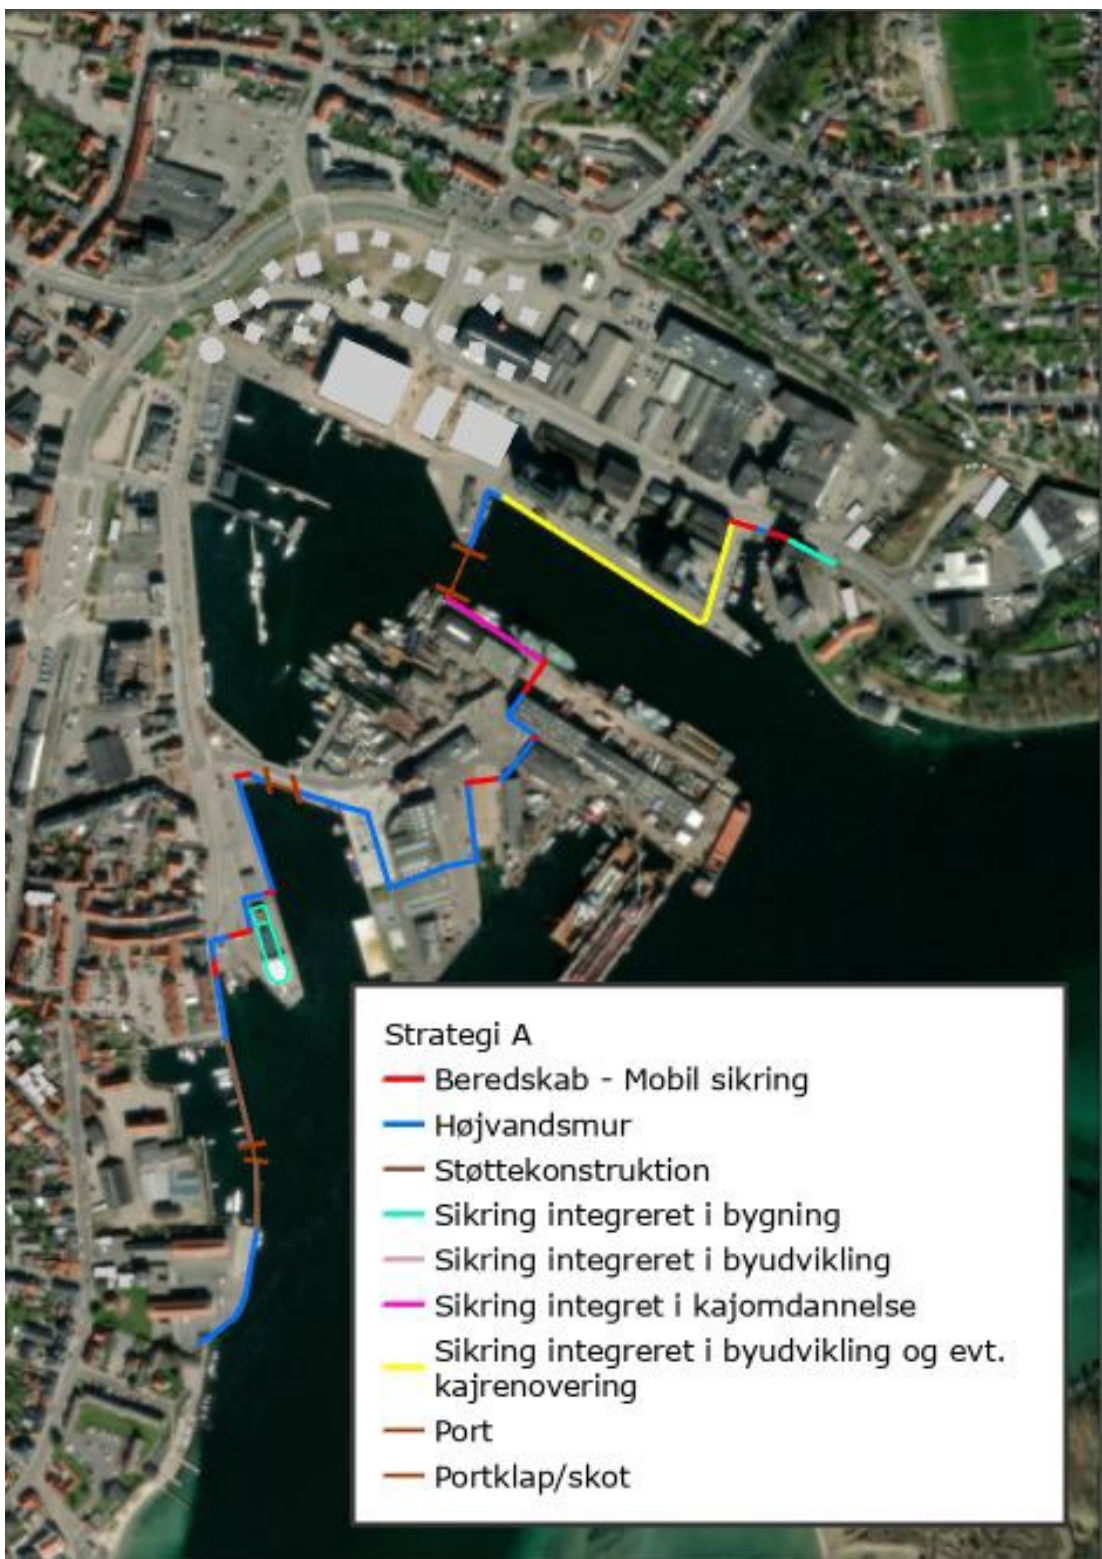 Strategi A
Beredskab - Mobil sikring
Højvandsmur
Støttekonstruktion
Sikring integreret i bygning
Sikring integreret i byudvikling
Sikring integret i kajomdannelse
Sikring integreret i byudvikling og evt.
kajrenovering
Port
Portklap/skot